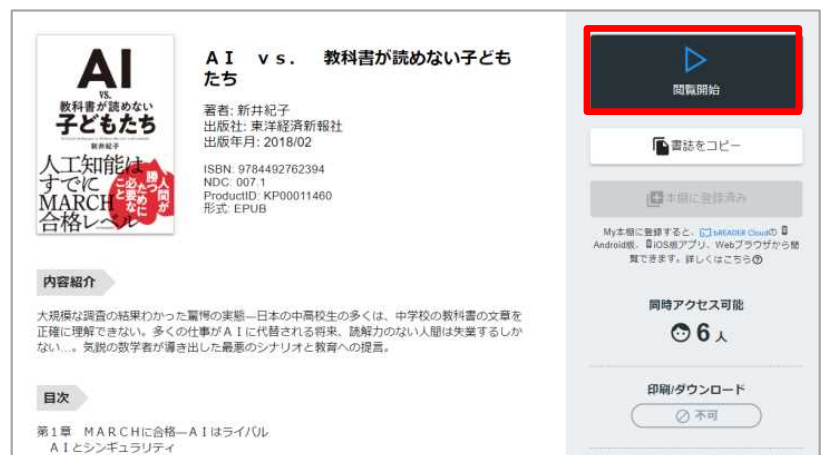 AI
vs.
教科書が読めない
子どもたち
新井紀子
人工知能は
すでに
MARCH
合格レベル
人間が
勝つ
ために
必要な
こと
ＡＩ　ｖｓ．　教科書が読めない子ども
たち
著者: 新井紀子
出版社: 東洋経済新報社
出版年月: 2018/02
ISBN: 9784492762394
NDC: 007.1
ProductID: KP00011460
形式: EPUB
内容紹介
大規模な調査の結果わかった驚愕の実態―日本の中高校生の多くは、中学校の教科書の文章を
正確に理解できない。多くの仕事がＡＩに代替される将来、読解力のない人間は失業するしか
ない…。気鋭の数学者が導き出した最悪のシナリオと教育への提言。
目次
第1章　ＭＡＲＣＨに合格―ＡＩはライバル
ＡＩとシンギュラリティ
閲覧開始
書誌をコピー
本棚に登録済み
My本棚に登録すると、bREADER Cloudの
Android版、iOS版アプリ、Webブラウザから閲
覧できます。詳しくはこちら
同時アクセス可能
6 人
印刷/ダウンロード
不可